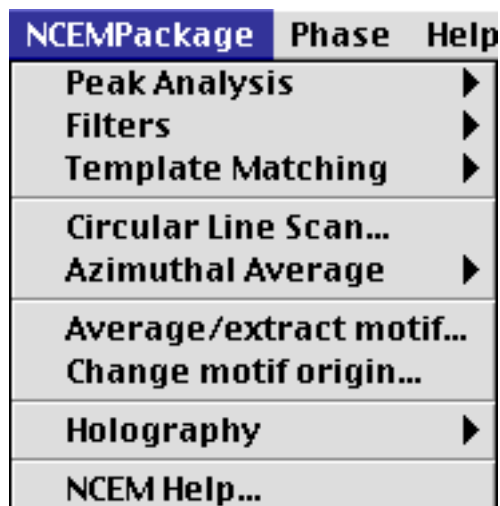 NCEMPackage Phase Help
Peak Analysis
Filters
Template Matching
Circular Line Scan...
Azimuthal Average
Average/extract motif...
Change motif origin...
Holography
NCEM Help...